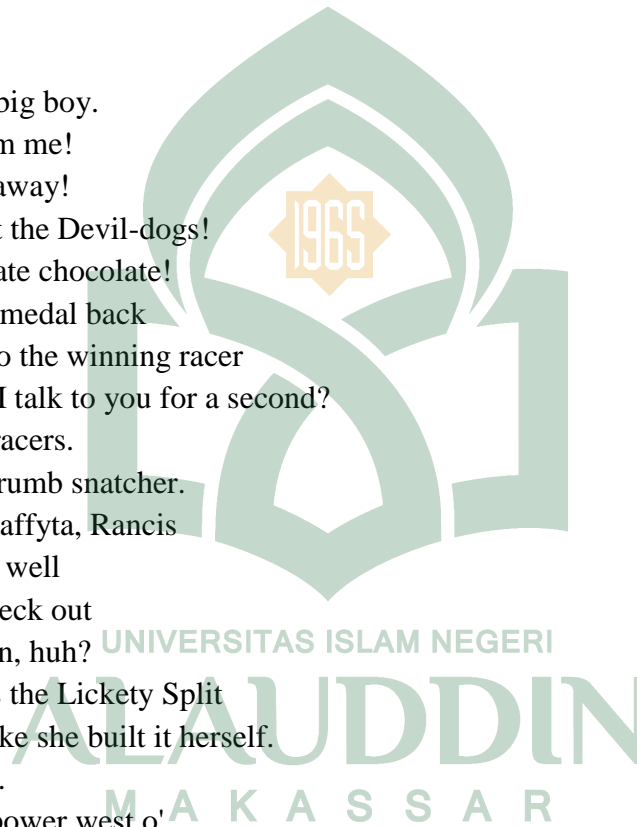 big boy.
m me!
away!
t the Devil-dogs!
ate chocolate!
medal back
o the winning racer
I talk to you for a second?
racers.
rumb snatcher.
affyta, Rancis
well
eck out
n, huh?
the Lickety Split
ke she built it herself.
.
power west o'
1965
UNIVERSITAS ISLAM NEGERI
ALAUDDIN
MAKASSAR